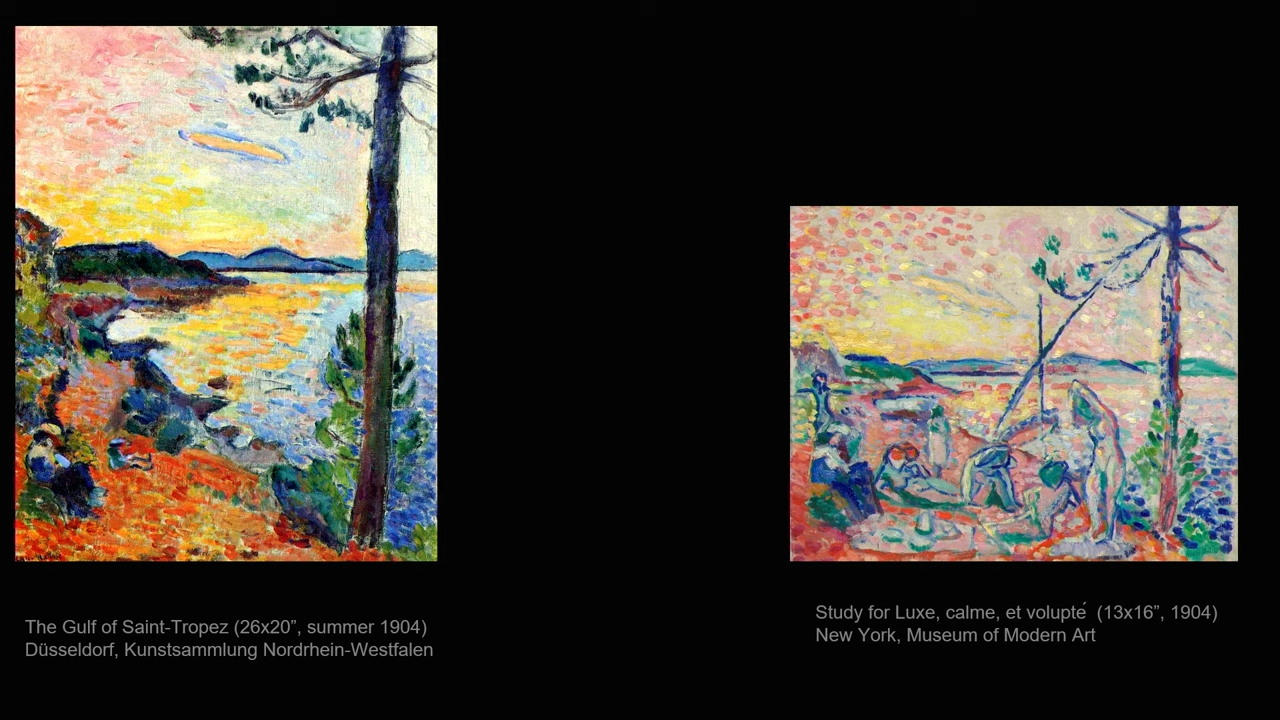 The Gulf of Saint-Tropez (26x20”, summer 1904)
Düsseldorf, Kunstsammlung Nordrhein-Westfalen
Study for Luxe, calme, et volupté (13x16”, 1904)
New York, Museum of Modern Art